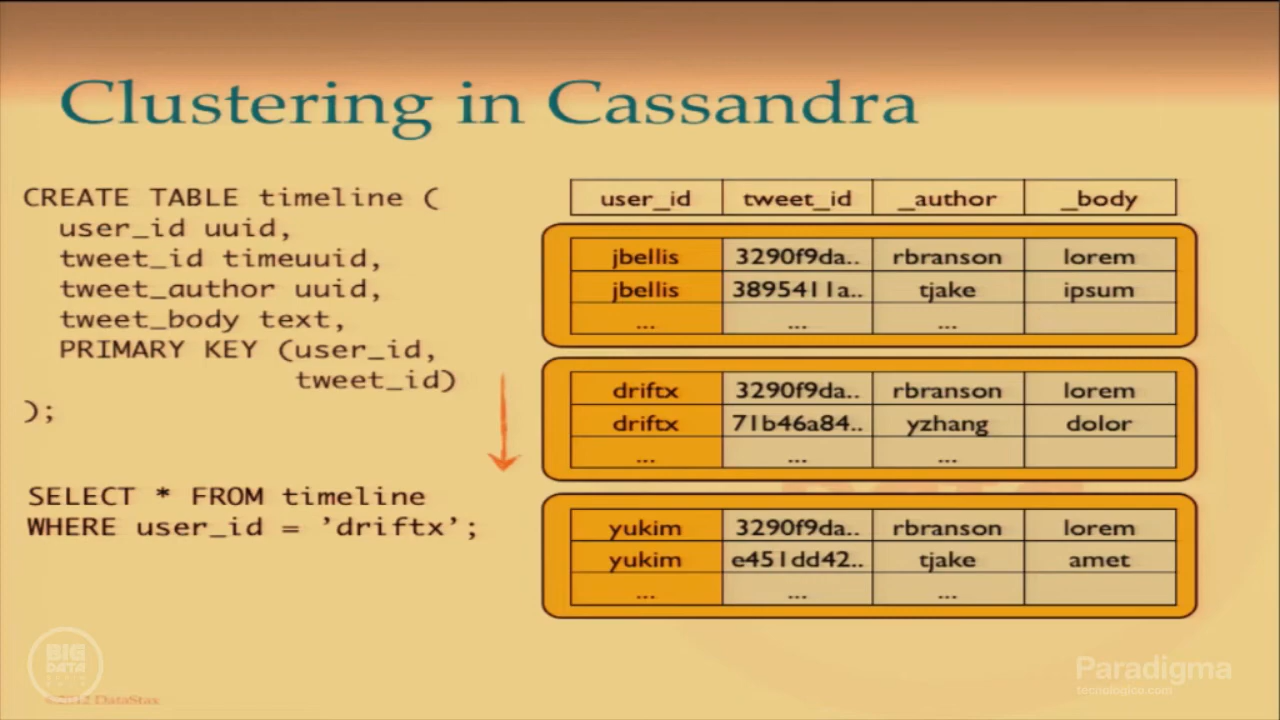 Clustering in Cassandra
CREATE TABLE timeline (
user_id uuid,
tweet_id timeuuid,
tweet_author uuid,
tweet_body text,
PRIMARY KEY (user_id,
tweet_id)
);
SELECT * FROM timeline
WHERE user_id = 'driftx';
user_id tweet_id _author _body
jbellis 3290f9da.. rbranson lorem
jbellis 3895411a.. tjake ipsum
... ... ...
driftx 3290f9da.. rbranson lorem
driftx 71b46a84.. yzhang dolor
... ... ...
yukim 3290f9da.. rbranson lorem
yukim e451dd42.. tjake amet
... ... ...
BIG
DATA
©2012 DataStax
Paradigma
tecnologico.com